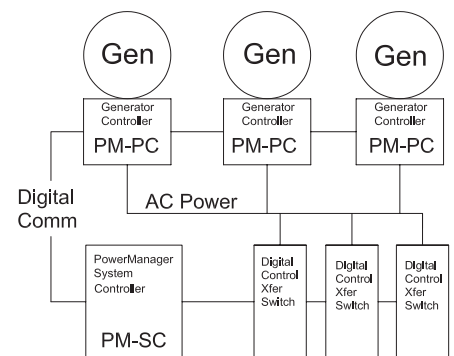 Gen
Gen
Gen
Generator
Controller
PM-PC
Generator
Controller
PM-PC
Generator
Controller
PM-PC
Digital
Comm
AC Power
PowerManager
System
Controller
PM-SC
Digital
Control
Xfer
Switch
Digital
Control
Xfer
Switch
Digital
Control
Xfer
Switch